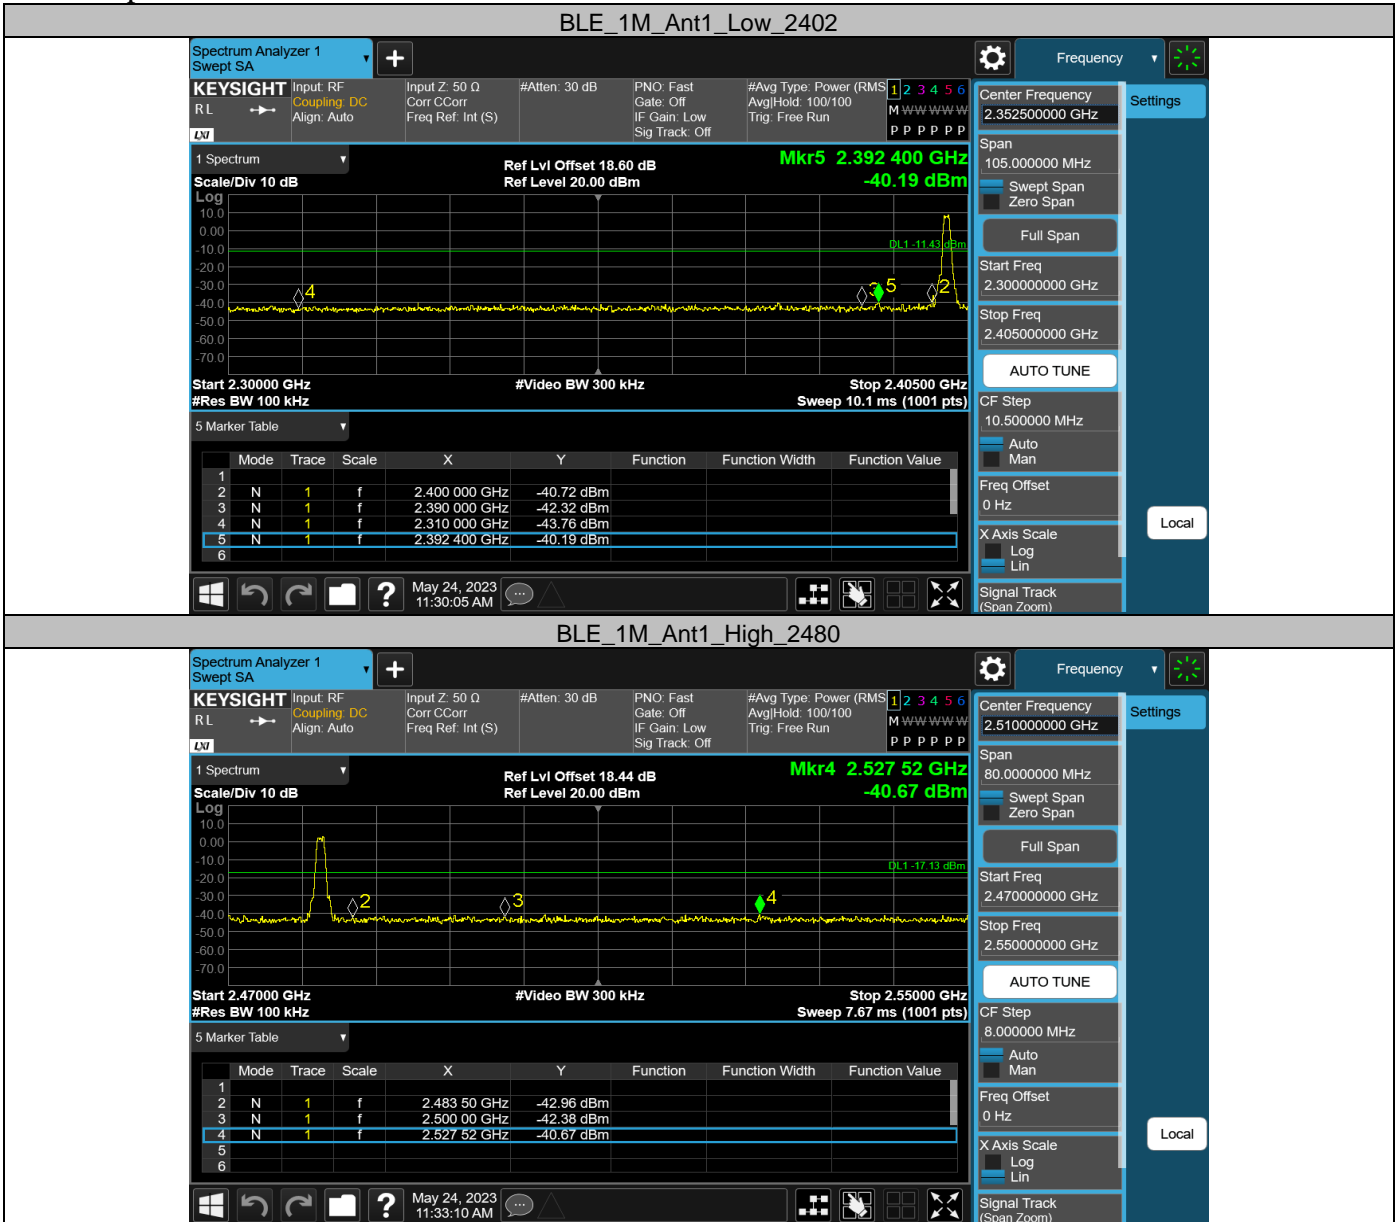 BLE_1M_Ant1_Low_2402
Spectrum Analyzer 1
Swept SA
+
Frequency
KEYSIGHT
RL
LXI
Input: RF
Coupling: DC
Align: Auto
Input Z: 50 Ω
Corr CCorr
Freq Ref: Int (S)
#Atten: 30 dB
PNO: Fast
Gate: Off
IF Gain: Low
Sig Track: Off
#Avg Type: Power (RMS
Avg|Hold: 100/100
Trig: Free Run
1 2 3 4 5 6
M W W W W W
P P P P P P
1 Spectrum
Scale/Div 10 dB
Ref Lvl Offset 18.60 dB
Ref Level 20.00 dBm
Mkr5 2.392 400 GHz
-40.19 dBm
Log
10.0
0.00
-10.0
-20.0
-30.0
-40.0
-50.0
-60.0
-70.0
DL1 -11.43 dBm
4
3
5
2
Start 2.30000 GHz
#Res BW 100 kHz
#Video BW 300 kHz
Stop 2.40500 GHz
Sweep 10.1 ms (1001 pts)
5 Marker Table
Mode Trace Scale X Y Function Function Width Function Value
1
2 N 1 f 2.400 000 GHz -40.72 dBm
3 N 1 f 2.390 000 GHz -42.32 dBm
4 N 1 f 2.310 000 GHz -43.76 dBm
5 N 1 f 2.392 400 GHz -40.19 dBm
6
?
May 24, 2023
11:30:05 AM
Center Frequency
2.352500000 GHz
Span
105.000000 MHz
Swept Span
Zero Span
Full Span
Start Freq
2.300000000 GHz
Stop Freq
2.405000000 GHz
AUTO TUNE
CF Step
10.500000 MHz
Auto
Man
Freq Offset
0 Hz
X Axis Scale
Log
Lin
Signal Track
(Span Zoom)
Settings
Local
BLE_1M_Ant1_High_2480
Spectrum Analyzer 1
Swept SA
+
Frequency
KEYSIGHT
RL
LXI
Input: RF
Coupling: DC
Align: Auto
Input Z: 50 Ω
Corr CCorr
Freq Ref: Int (S)
#Atten: 30 dB
PNO: Fast
Gate: Off
IF Gain: Low
Sig Track: Off
#Avg Type: Power (RMS
Avg|Hold: 100/100
Trig: Free Run
1 2 3 4 5 6
M W W W W W
P P P P P P
1 Spectrum
Scale/Div 10 dB
Ref Lvl Offset 18.44 dB
Ref Level 20.00 dBm
Mkr4 2.527 52 GHz
-40.67 dBm
Log
10.0
0.00
-10.0
-20.0
-30.0
-40.0
-50.0
-60.0
-70.0
DL1 -17.13 dBm
2
3
4
Start 2.47000 GHz
#Res BW 100 kHz
#Video BW 300 kHz
Stop 2.55000 GHz
Sweep 7.67 ms (1001 pts)
5 Marker Table
Mode Trace Scale X Y Function Function Width Function Value
1
2 N 1 f 2.483 50 GHz -42.96 dBm
3 N 1 f 2.500 00 GHz -42.38 dBm
4 N 1 f 2.527 52 GHz -40.67 dBm
5
6
?
May 24, 2023
11:33:10 AM
Center Frequency
2.510000000 GHz
Span
80.0000000 MHz
Swept Span
Zero Span
Full Span
Start Freq
2.470000000 GHz
Stop Freq
2.550000000 GHz
AUTO TUNE
CF Step
8.000000 MHz
Auto
Man
Freq Offset
0 Hz
X Axis Scale
Log
Lin
Signal Track
(Span Zoom)
Settings
Local